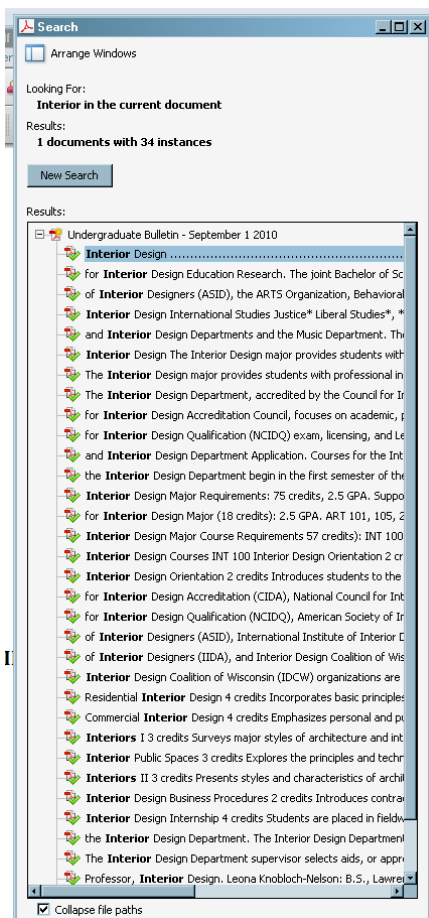 Search
Arrange Windows
Looking For:
Interior in the current document
Results:
1 documents with 34 instances
New Search
Results:
Undergraduate Bulletin - September 1 2010
Interior Design ......................................................
for Interior Design Education Research. The joint Bachelor of Sc
of Interior Designers (ASID), the ARTS Organization, Behavioral
Interior Design International Studies Justice* Liberal Studies*, *
and Interior Design Departments and the Music Department. The
Interior Design The Interior Design major provides students with
The Interior Design major provides students with professional in
The Interior Design Department, accredited by the Council for In
for Interior Design Accreditation Council, focuses on academic, p
for Interior Design Qualification (NCIDQ) exam, licensing, and Le
and Interior Design Department Application. Courses for the Int
the Interior Design Department begin in the first semester of the
Interior Design Major Requirements: 75 credits, 2.5 GPA. Suppo
for Interior Design Major (18 credits): 2.5 GPA. ART 101, 105, 2
Interior Design Major Course Requirements 57 credits): INT 100
Interior Design Courses INT 100 Interior Design Orientation 2 cr
Interior Design Orientation 2 credits Introduces students to the
for Interior Design Accreditation (CIDA), National Council for Int
for Interior Design Qualification (NCIDQ), American Society of In
of Interior Designers (ASID), International Institute of Interior D
of Interior Designers (IIDA), and Interior Design Coalition of Wis
Interior Design Coalition of Wisconsin (IDCW) organizations are
Residential Interior Design 4 credits Incorporates basic principles
Commercial Interior Design 4 credits Emphasizes personal and pu
Interiors I 3 credits Surveys major styles of architecture and int
Interior Public Spaces 3 credits Explores the principles and techn
Interiors II 3 credits Presents styles and characteristics of archit
Interior Design Business Procedures 2 credits Introduces contra
Interior Design Internship 4 credits Students are placed in fieldw
the Interior Design Department. The Interior Design Department
The Interior Design Department supervisor selects aids, or appro
Professor, Interior Design. Leona Knobloch-Nelson: B.S., Lawren
Collapse file paths